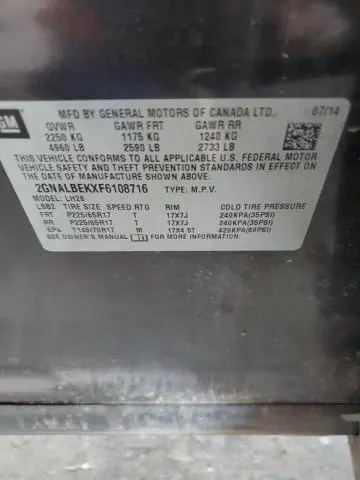 GM
MFD BY GENERAL MOTORS OF CANADA LTD. 07/14
GVWR GAWR FRT GAWR RR
2250 KG 1175 KG 1240 KG
4960 LB 2590 LB 2733 LB
THIS VEHICLE CONFORMS TO ALL APPLICABLE U.S. FEDERAL MOTOR
VEHICLE SAFETY AND THEFT PREVENTION STANDARDS IN EFFECT
ON THE DATE OF MANUFACTURE SHOWN ABOVE.
2GNALBEKXF6108716 TYPE: M.P.V.
MODEL: LH26
LBB2 TIRE SIZE SPEED RTG RIM COLD TIRE PRESSURE
FRT P225/65R17 T 17X7J 240KPA(35PSI)
RR P225/65R17 T 17X7J 240KPA(35PSI)
SPA T145/70R17 M 17X4.5T 420KPA(60PSI)
SEE OWNER'S MANUAL FOR MORE INFORMATION